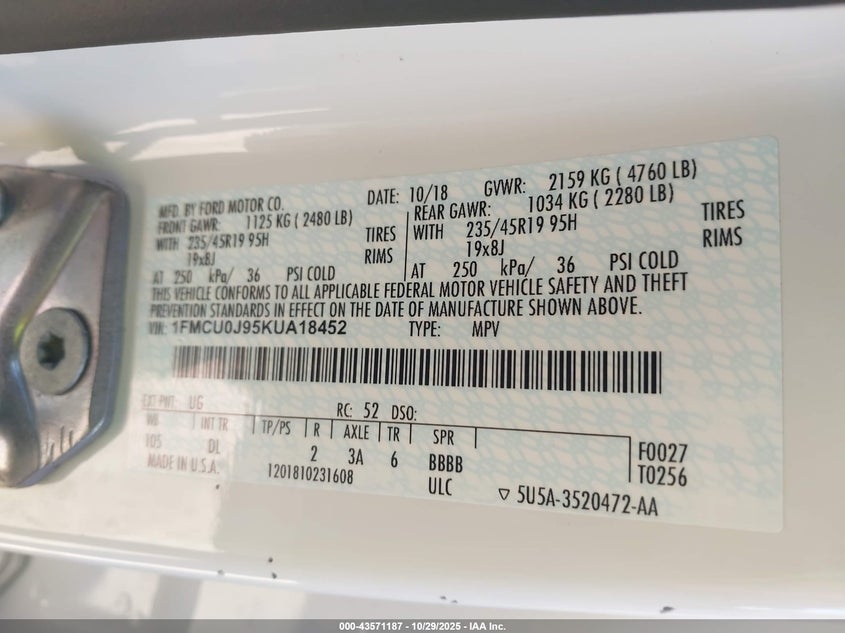 MFD. BY FORD MOTOR CO. DATE: 10/18 GVWR: 2159 KG ( 4760 LB)
FRONT GAWR: 1125 KG ( 2480 LB) REAR GAWR: 1034 KG ( 2280 LB)
WITH 235/45R19 95H TIRES WITH 235/45R19 95H TIRES
19x8J RIMS 19x8J RIMS
AT 250 kPa/ 36 PSI COLD AT 250 kPa/ 36 PSI COLD
THIS VEHICLE CONFORMS TO ALL APPLICABLE FEDERAL MOTOR VEHICLE SAFETY AND THEFT
PREVENTION STANDARDS IN EFFECT ON THE DATE OF MANUFACTURE SHOWN ABOVE.
VIN: 1FMCU0J95KUA18452 TYPE: MPV
EXT PNT: UG RC: 52 DSO:
WB INT TR TP/PS R AXLE TR SPR F0027
105 DL 2 3A 6 BBBB T0256
MADE IN U.S.A. 1201810231608 ULC ▽ 5U5A-3520472-AA
000-43571187 - 10/29/2025 - IAA Inc.